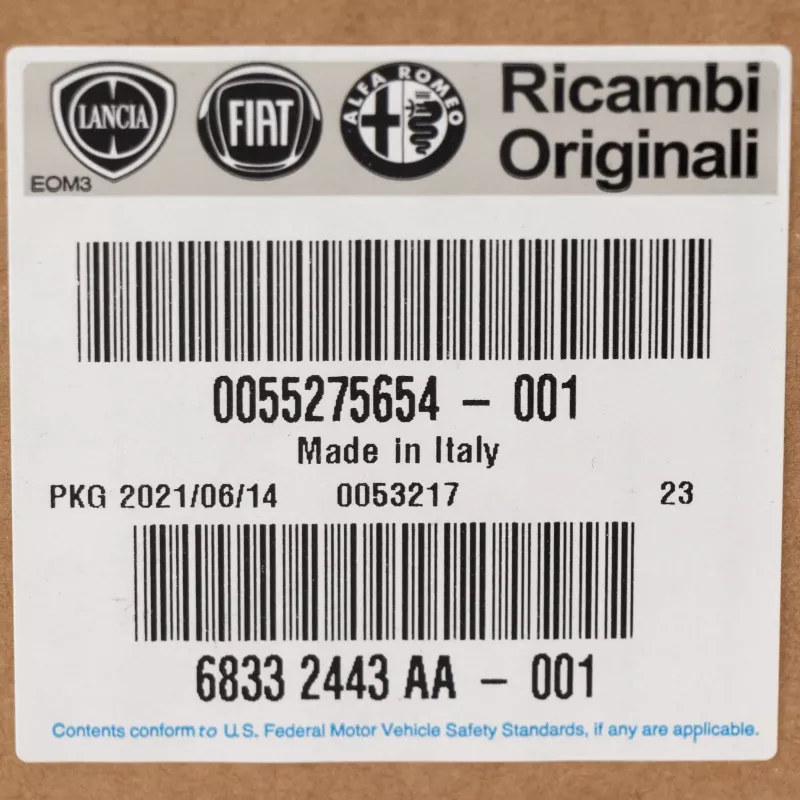 LANCIA
FIAT
ALFA ROMEO
Ricambi
Originali
EOM3
0055275654 - 001
Made in Italy
PKG 2021/06/14 0053217 23
6833 2443 AA - 001
Contents conform to U.S. Federal Motor Vehicle Safety Standards, if any are applicable.